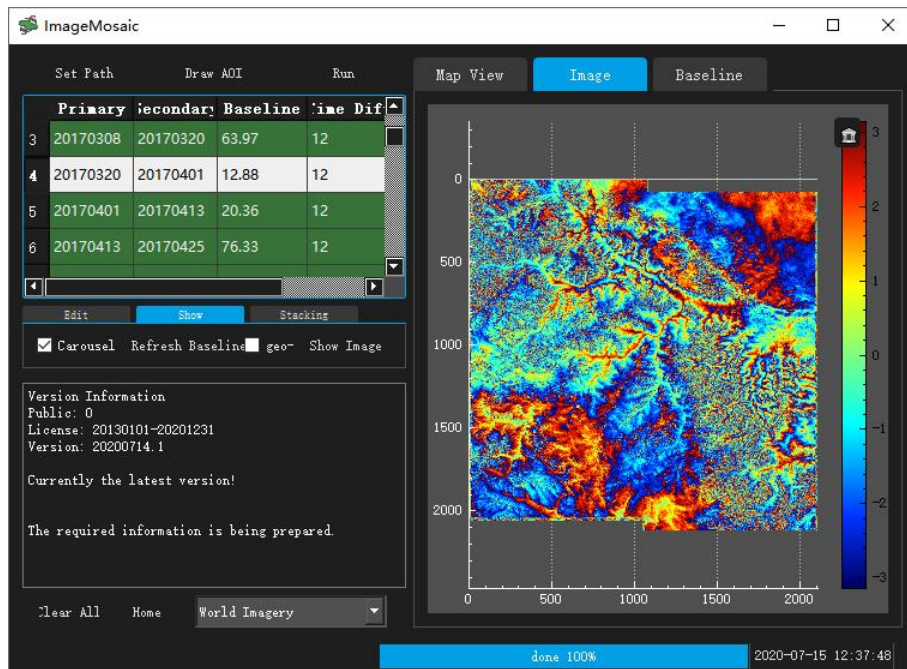 ImageMosaic
Set Path Draw AOI Run
Map View Image Baseline
Primary Secondary Baseline Time Dif
3 20170308 20170320 63.97 12
4 20170320 20170401 12.88 12
5 20170401 20170413 20.36 12
6 20170413 20170425 76.33 12
Edit Show Stacking
Carousel Refresh Baseline geo- Show Image
Version Information
Public: 0
License: 20130101-20201231
Version: 20200714.1
Currently the latest version!
The required information is being prepared.
Clear All Home World Imagery
0
500
1000
1500
2000
0 500 1000 1500 2000
3
2
1
0
-1
-2
-3
done 100% 2020-07-15 12:37:48